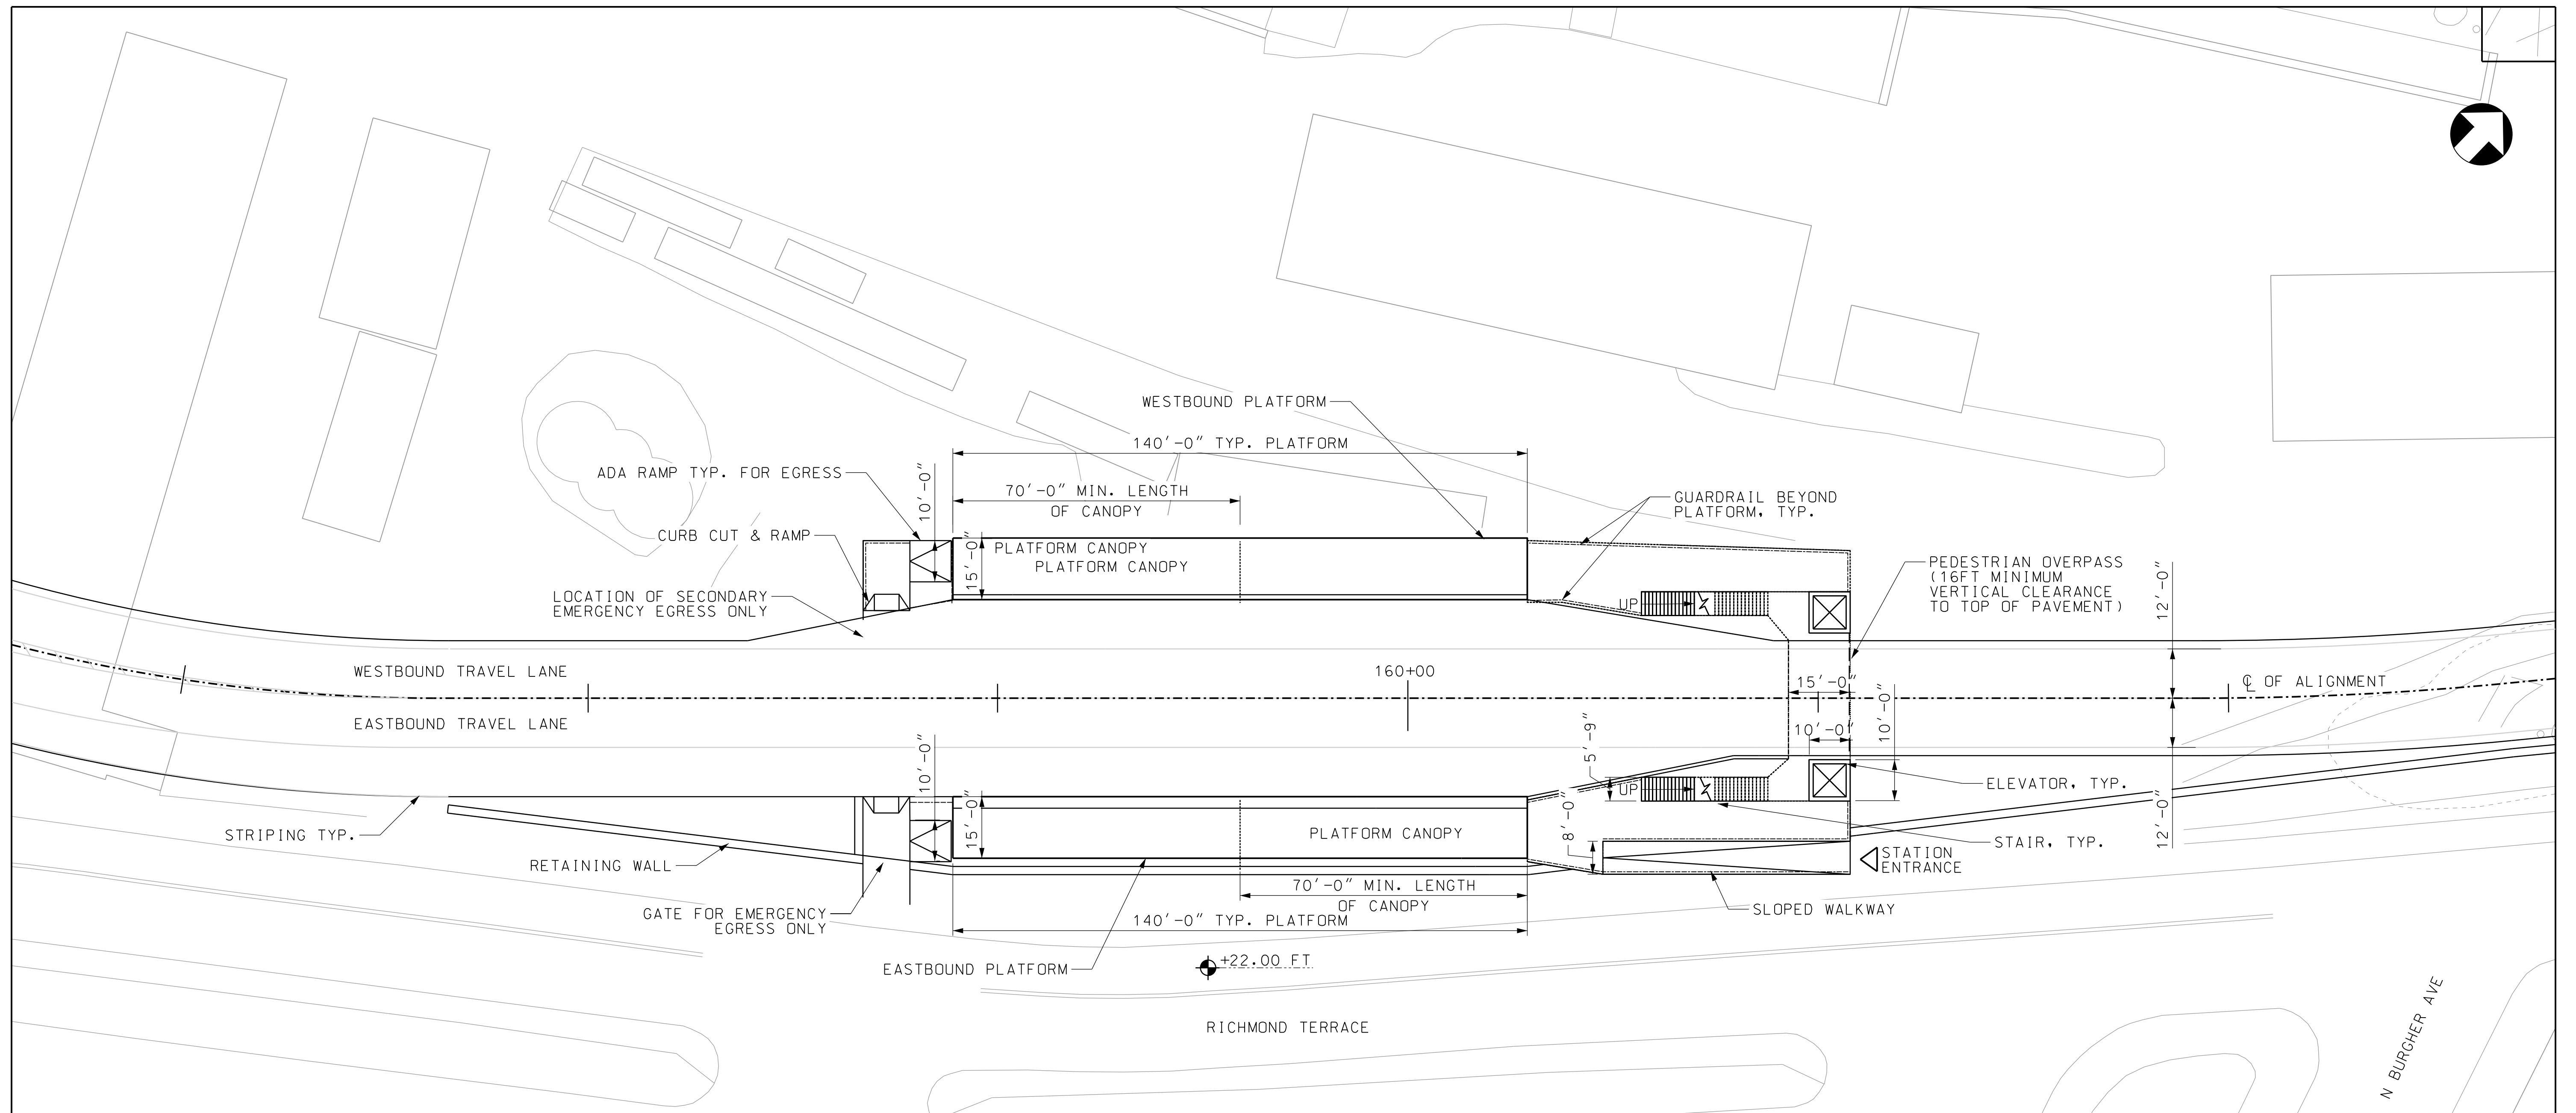 WESTBOUND PLATFORM
140'-0" TYP. PLATFORM
ADA RAMP TYP. FOR EGRESS
10'-0"
70'-0" MIN. LENGTH
OF CANOPY
GUARDRAIL BEYOND
PLATFORM, TYP.
CURB CUT & RAMP
15'-0"
PLATFORM CANOPY
PLATFORM CANOPY
PEDESTRIAN OVERPASS
(16FT MINIMUM
VERTICAL CLEARANCE
TO TOP OF PAVEMENT)
12'-0"
LOCATION OF SECONDARY
EMERGENCY EGRESS ONLY
UP
WESTBOUND TRAVEL LANE
160+00
15'-0"
℄ OF ALIGNMENT
EASTBOUND TRAVEL LANE
10'-0"
5'-9"
10'-0"
10'-0"
UP
ELEVATOR, TYP.
STRIPING TYP.
15'-0"
PLATFORM CANOPY
8'-0"
STAIR, TYP.
12'-0"
RETAINING WALL
STATION
ENTRANCE
70'-0" MIN. LENGTH
OF CANOPY
GATE FOR EMERGENCY
EGRESS ONLY
140'-0" TYP. PLATFORM
SLOPED WALKWAY
EASTBOUND PLATFORM
+22.00 FT
RICHMOND TERRACE
N BURGHER AVE